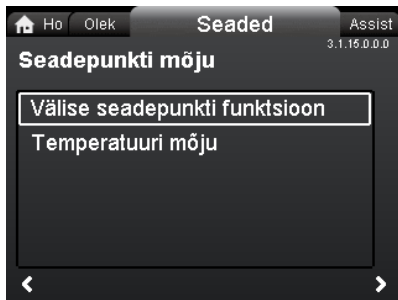 Ho Olek Seaded Assist
3.1.15.0.0.0
Seadepunkti mõju
Välise seadepunkti funktsioon
Temperatuuri mõju